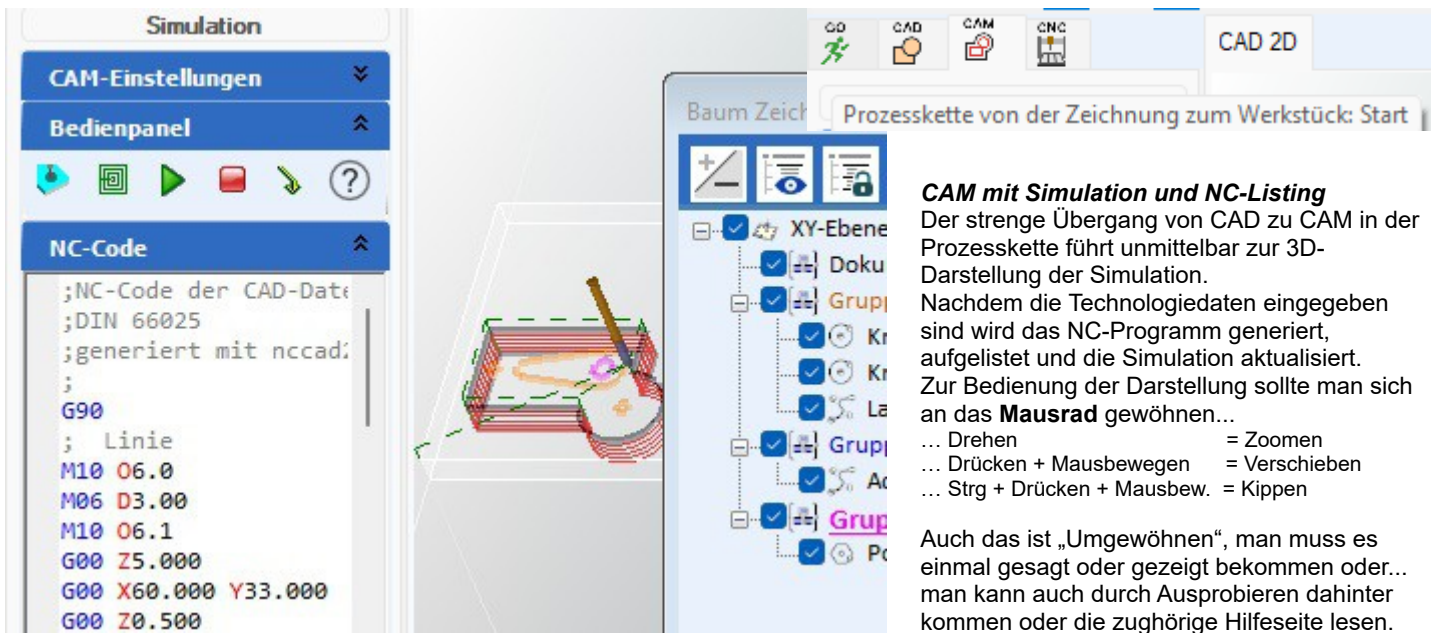 Simulation
CAM-Einstellungen
Bedienpanel
?
NC-Code
;NC-Code der CAD-Date
;DIN 66025
;generiert mit nccad
;
G90
; Linie
M10 O6.0
M06 D3.00
M10 O6.1
G00 Z5.000
G00 X60.000 Y33.000
G00 Z0.500
GO CAD CAM CNC
CAD 2D
Baum Zeich
Prozesskette von der Zeichnung zum Werkstück: Start
XY-Ebene
Doku
Grupp
Kr
Kr
La
Grupp
Ad
Grup
Po
CAM mit Simulation und NC-Listing
Der strenge Übergang von CAD zu CAM in der
Prozesskette führt unmittelbar zur 3D-
Darstellung der Simulation.
Nachdem die Technologiedaten eingegeben
sind wird das NC-Programm generiert,
aufgelistet und die Simulation aktualisiert.
Zur Bedienung der Darstellung sollte man sich
an das Mausrad gewöhnen...
… Drehen = Zoomen
… Drücken + Mausbewegen = Verschieben
… Strg + Drücken + Mausbew. = Kippen
Auch das ist „Umgewöhnen“, man muss es
einmal gesagt oder gezeigt bekommen oder...
man kann auch durch Ausprobieren dahinter
kommen oder die zughörige Hilfeseite lesen.